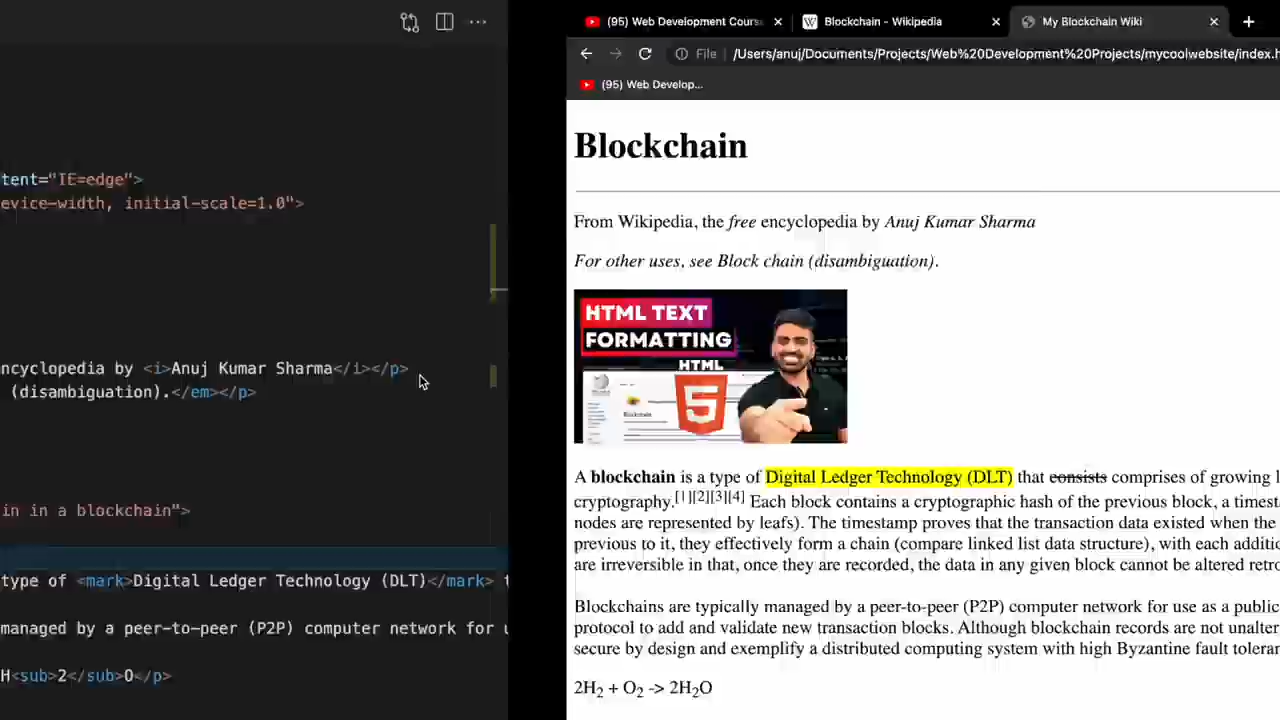 tent="IE=edge">
evice-width, initial-scale=1.0">
ncyclopedia by <i>Anuj Kumar Sharma</i></p>
(disambiguation).</em></p>
in in a blockchain">
type of <mark>Digital Ledger Technology (DLT)</mark> t
managed by a peer-to-peer (P2P) computer network for u
H<sub>2</sub>O</p>
(95) Web Development Cours
Blockchain - Wikipedia
My Blockchain Wiki
File
/Users/anuj/Documents/Projects/Web%20Development%20Projects/mycoolwebsite/index.h
(95) Web Develop...
Blockchain
From Wikipedia, the free encyclopedia by Anuj Kumar Sharma
For other uses, see Block chain (disambiguation).
HTML TEXT
FORMATTING
HTML
5
A blockchain is a type of Digital Ledger Technology (DLT) that consists comprises of growing l
cryptography.[1][2][3][4] Each block contains a cryptographic hash of the previous block, a timest
nodes are represented by leafs). The timestamp proves that the transaction data existed when the
previous to it, they effectively form a chain (compare linked list data structure), with each additio
are irreversible in that, once they are recorded, the data in any given block cannot be altered retro
Blockchains are typically managed by a peer-to-peer (P2P) computer network for use as a public
protocol to add and validate new transaction blocks. Although blockchain records are not unalter
secure by design and exemplify a distributed computing system with high Byzantine fault toleran
2H2 + O2 -> 2H2O